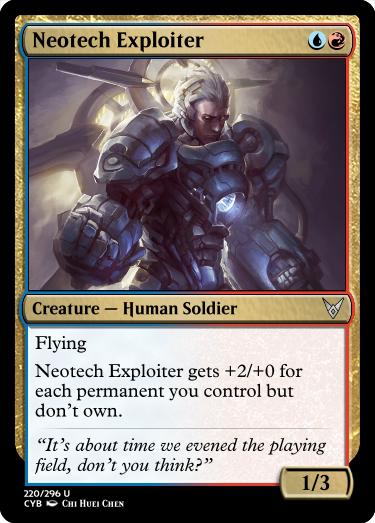 Neotech Exploiter
Creature — Human Soldier
Flying
Neotech Exploiter gets +2/+0 for
each permanent you control but
don't own.
“It's about time we evened the playing
field, don't you think?”
1/3
220/296 U
CYB Chi Huei Chen